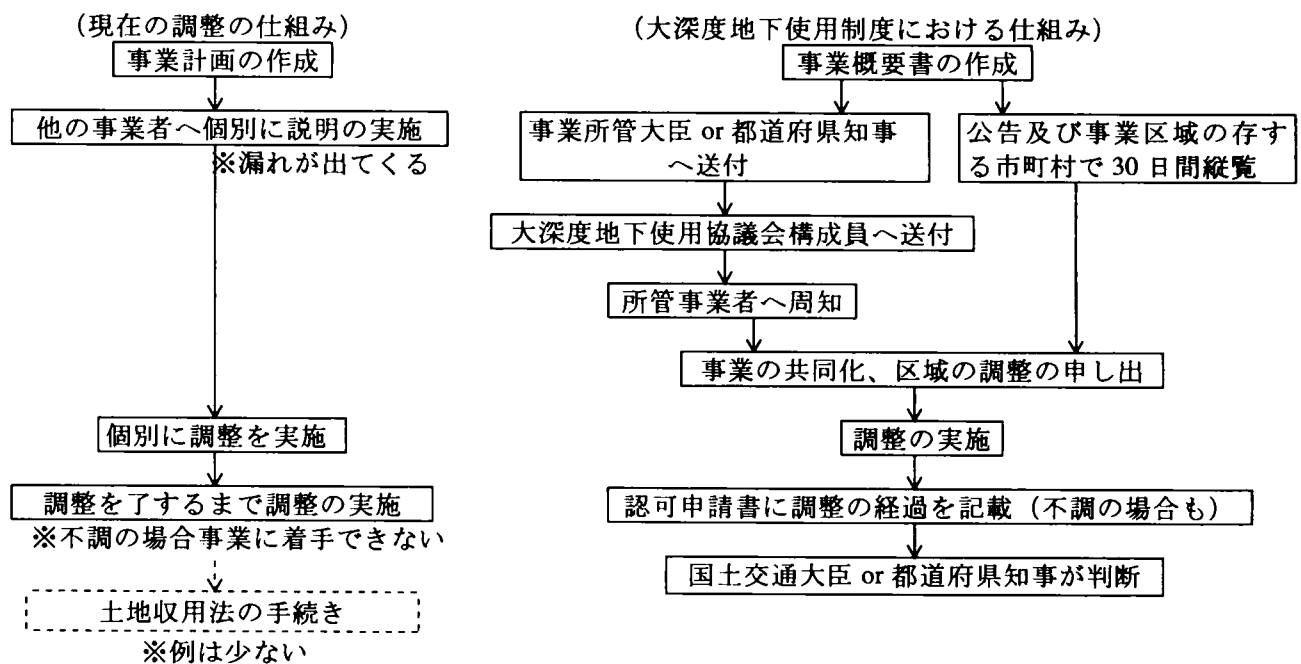 (現在の調整の仕組み)
事業計画の作成
他の事業者へ個別に説明の実施
※漏れが出てくる
個別に調整を実施
調整を了するまで調整の実施
※不調の場合事業に着手できない
土地収用法の手続き
※例は少ない
(大深度地下使用制度における仕組み)
事業概要書の作成
事業所管大臣 or 都道府県知事
へ送付
公告及び事業区域の存す
る市町村で 30 日間縦覧
大深度地下使用協議会構成員へ送付
所管事業者へ周知
事業の共同化、区域の調整の申し出
調整の実施
認可申請書に調整の経過を記載(不調の場合も)
国土交通大臣 or 都道府県知事が判断